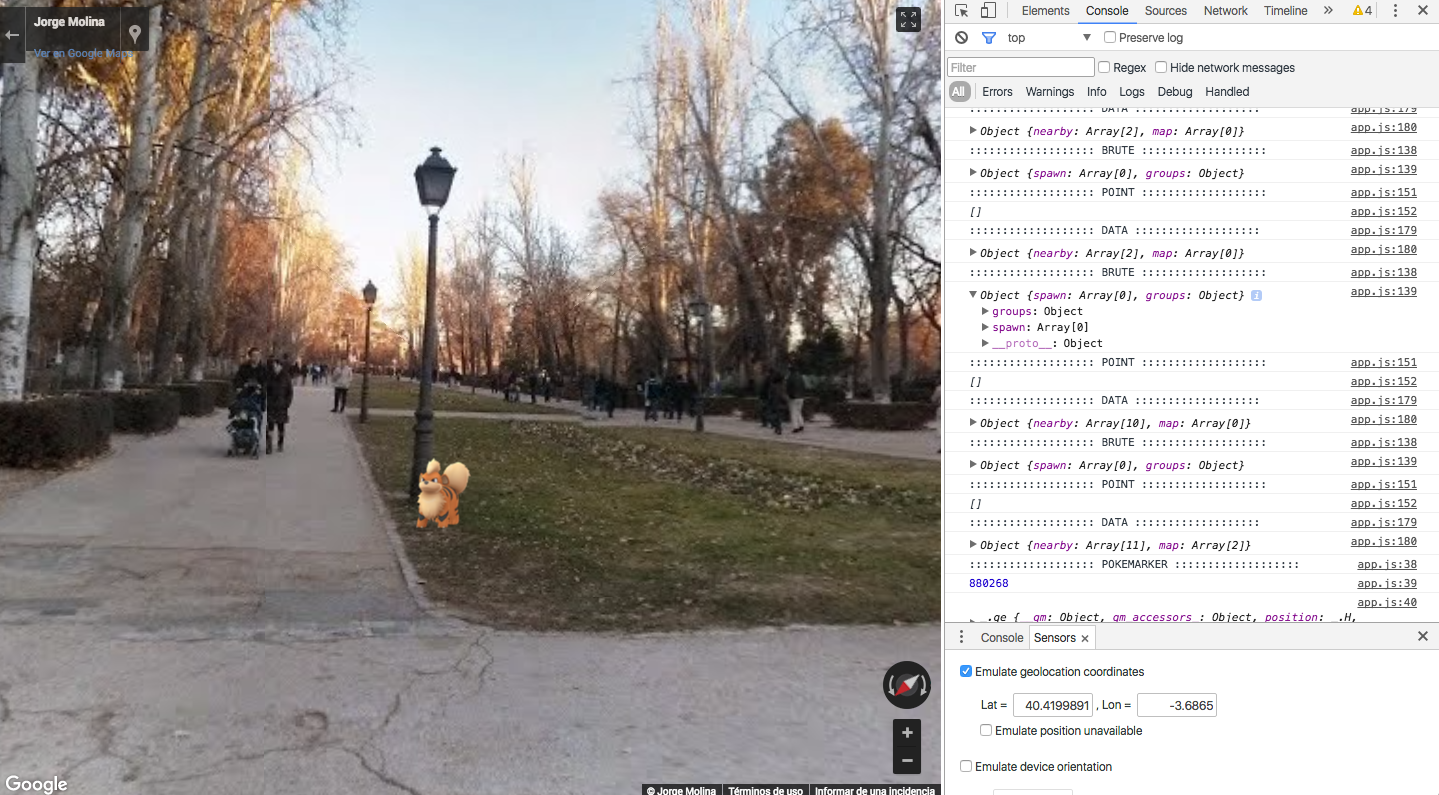 Jorge Molina
Ver en Google Maps
Google
© Jorge Molina Términos de uso Informar de una incidencia
Elements Console Sources Network Timeline » 4
top Preserve log
Filter Regex Hide network messages
All Errors Warnings Info Logs Debug Handled
::::::::::::::::::: DATA ::::::::::::::::::: app.js:179
Object {nearby: Array[2], map: Array[0]} app.js:180
::::::::::::::::::: BRUTE ::::::::::::::::::: app.js:138
Object {spawn: Array[0], groups: Object} app.js:139
::::::::::::::::::: POINT ::::::::::::::::::: app.js:151
[] app.js:152
::::::::::::::::::: DATA ::::::::::::::::::: app.js:179
Object {nearby: Array[2], map: Array[0]} app.js:180
::::::::::::::::::: BRUTE ::::::::::::::::::: app.js:138
Object {spawn: Array[0], groups: Object} i app.js:139
groups: Object
spawn: Array[0]
__proto__: Object
::::::::::::::::::: POINT ::::::::::::::::::: app.js:151
[] app.js:152
::::::::::::::::::: DATA ::::::::::::::::::: app.js:179
Object {nearby: Array[10], map: Array[0]} app.js:180
::::::::::::::::::: BRUTE ::::::::::::::::::: app.js:138
Object {spawn: Array[0], groups: Object} app.js:139
::::::::::::::::::: POINT ::::::::::::::::::: app.js:151
[] app.js:152
::::::::::::::::::: DATA ::::::::::::::::::: app.js:179
Object {nearby: Array[11], map: Array[2]} app.js:180
::::::::::::::::::: POKEMARKER ::::::::::::::::::: app.js:38
880268 app.js:39
app.js:40
_.ge {__gm: Object, gm_accessors_: Object, position: _.H,
Console Sensors ×
Emulate geolocation coordinates
Lat = 40.4199891 , Lon = -3.6865
Emulate position unavailable
Emulate device orientation